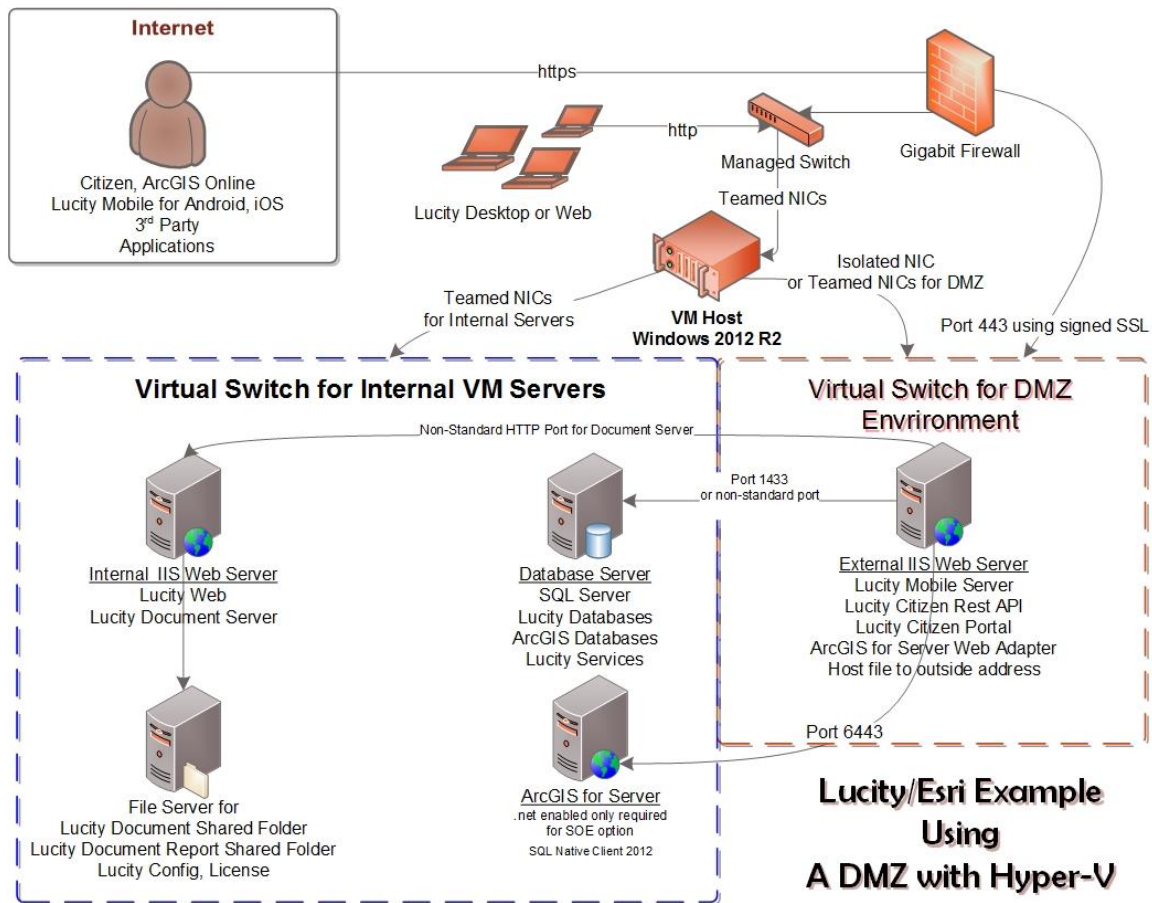 Internet
Citizen, ArcGIS Online
Lucity Mobile for Android, iOS
3rd Party
Applications
https
http
Lucity Desktop or Web
Managed Switch
Gigabit Firewall
Teamed NICs
VM Host
Windows 2012 R2
Teamed NICs
for Internal Servers
Isolated NIC
or Teamed NICs for DMZ
Port 443 using signed SSL
Virtual Switch for Internal VM Servers
Virtual Switch for DMZ
Envrironment
Non-Standard HTTP Port for Document Server
Port 1433
or non-standard port
Internal IIS Web Server
Lucity Web
Lucity Document Server
Database Server
SQL Server
Lucity Databases
ArcGIS Databases
Lucity Services
External IIS Web Server
Lucity Mobile Server
Lucity Citizen Rest API
Lucity Citizen Portal
ArcGIS for Server Web Adapter
Host file to outside address
Port 6443
File Server for
Lucity Document Shared Folder
Lucity Document Report Shared Folder
Lucity Config, License
ArcGIS for Server
.net enabled only required
for SOE option
SQL Native Client 2012
Lucity/Esri Example
Using
A DMZ with Hyper-V